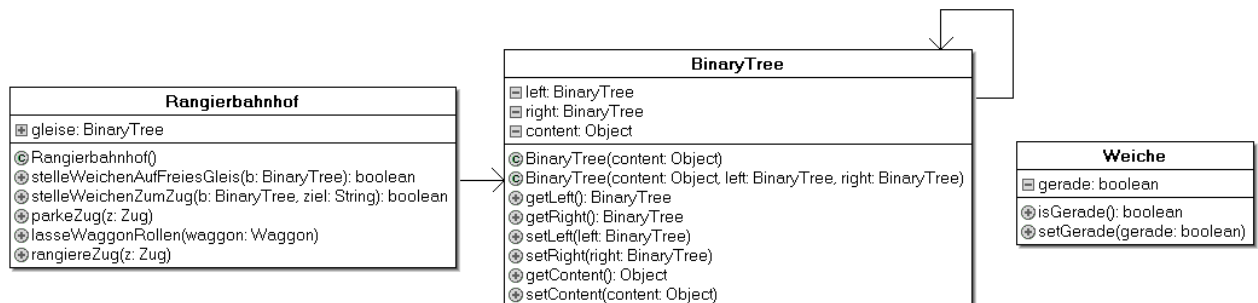 Rangierbahnhof
gleise: BinaryTree
Rangierbahnhof()
stelleWeichenAufFreiesGleis(b: BinaryTree): boolean
stelleWeichenZumZug(b: BinaryTree, ziel: String): boolean
parkeZug(z: Zug)
lasseWaggonRollen(waggon: Waggon)
rangiereZug(z: Zug)
BinaryTree
left: BinaryTree
right: BinaryTree
content: Object
BinaryTree(content: Object)
BinaryTree(content: Object, left: BinaryTree, right: BinaryTree)
getLeft(): BinaryTree
getRight(): BinaryTree
setLeft(left: BinaryTree)
setRight(right: BinaryTree)
getContent(): Object
setContent(content: Object)
Weiche
gerade: boolean
isGerade(): boolean
setGerade(gerade: boolean)